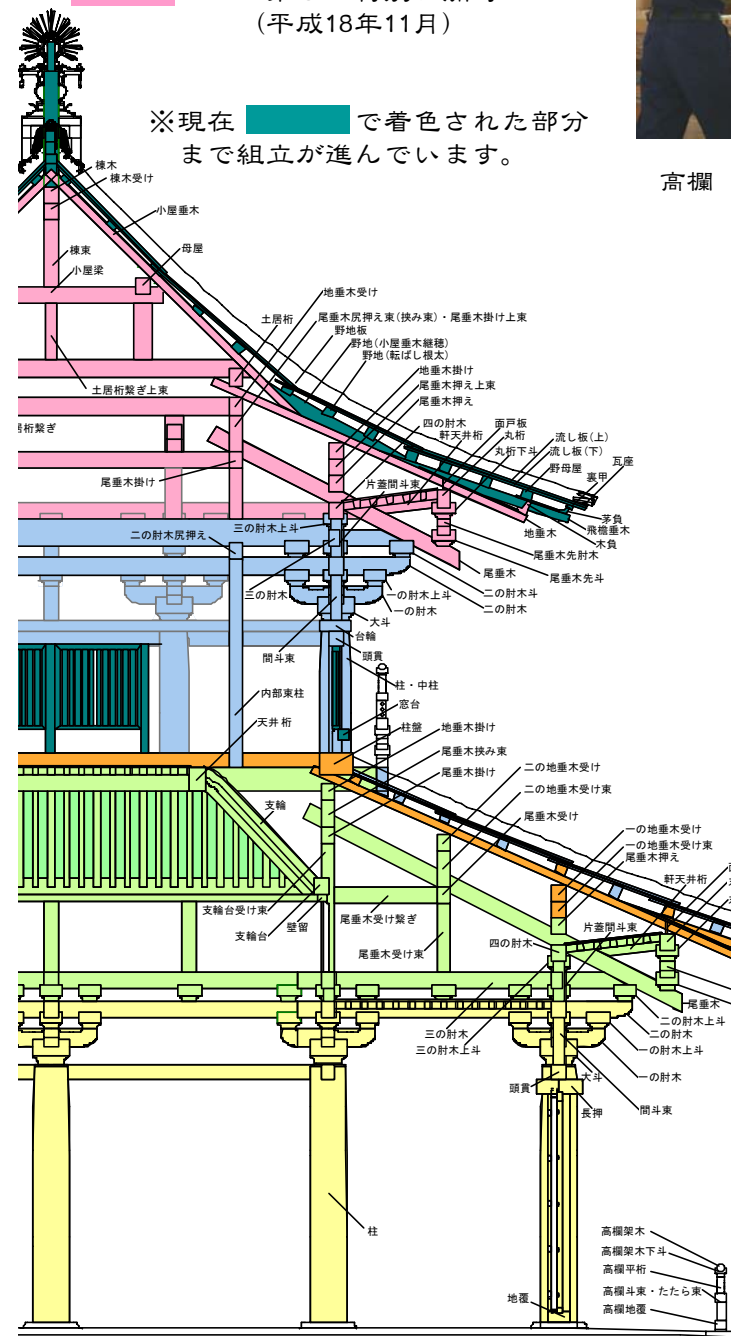 (平成18年11月)
※現在 で着色された部分
まで組立が進んでいます。
高欄
棟木
棟木受け
小屋垂木
棟束
母屋
小屋梁
地垂木受け
土居桁
尾垂木尻押え束(挟み束)・尾垂木掛け上束
野地板
野地(小屋垂木継穂)
野地(転ばし根太)
地垂木掛け
尾垂木押え上束
尾垂木押え
土居桁繋ぎ上束
居桁繋ぎ
四の肘木
軒天井桁
面戸板
丸桁
丸桁下斗
流し板(上)
流し板(下)
野母屋
瓦座
裏甲
尾垂木掛け
片蓋間斗束
茅負
飛檐垂木
木負
地垂木
三の肘木上斗
二の肘木尻押え
尾垂木先肘木
尾垂木先斗
尾垂木
三の肘木
一の肘木上斗
一の肘木
二の肘木斗
二の肘木
大斗
台輪
間斗束
頭貫
柱・中柱
内部束柱
窓台
天井桁
柱盤
地垂木掛け
尾垂木挟み束
尾垂木掛け
二の地垂木受け
二の地垂木受け束
尾垂木受け
支輪
一の地垂木受け
一の地垂木受け束
尾垂木押え
軒天井桁
支輪台受け束
支輪台
壁留
尾垂木受け繋ぎ
尾垂木受け束
片蓋間斗束
四の肘木
尾垂木
二の肘木上斗
二の肘木
三の肘木
三の肘木上斗
一の肘木上斗
大斗
一の肘木
頭貫
長押
間斗束
柱
地覆
高欄架木
高欄架木下斗
高欄平桁
高欄斗束・たたら束
高欄地覆